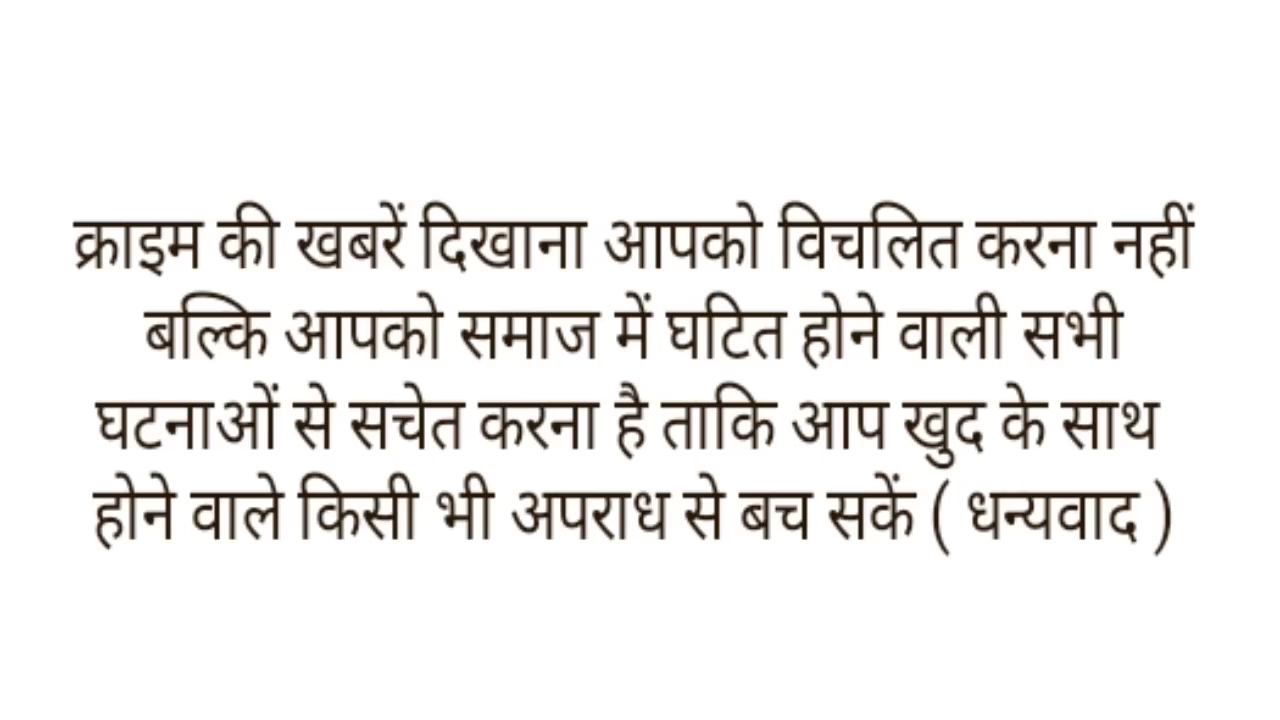 क्राइम की खबरें दिखाना आपको विचलित करना नहीं
बल्कि आपको समाज में घटित होने वाली सभी
घटनाओं से सचेत करना है ताकि आप खुद के साथ
होने वाले किसी भी अपराध से बच सकें ( धन्यवाद )